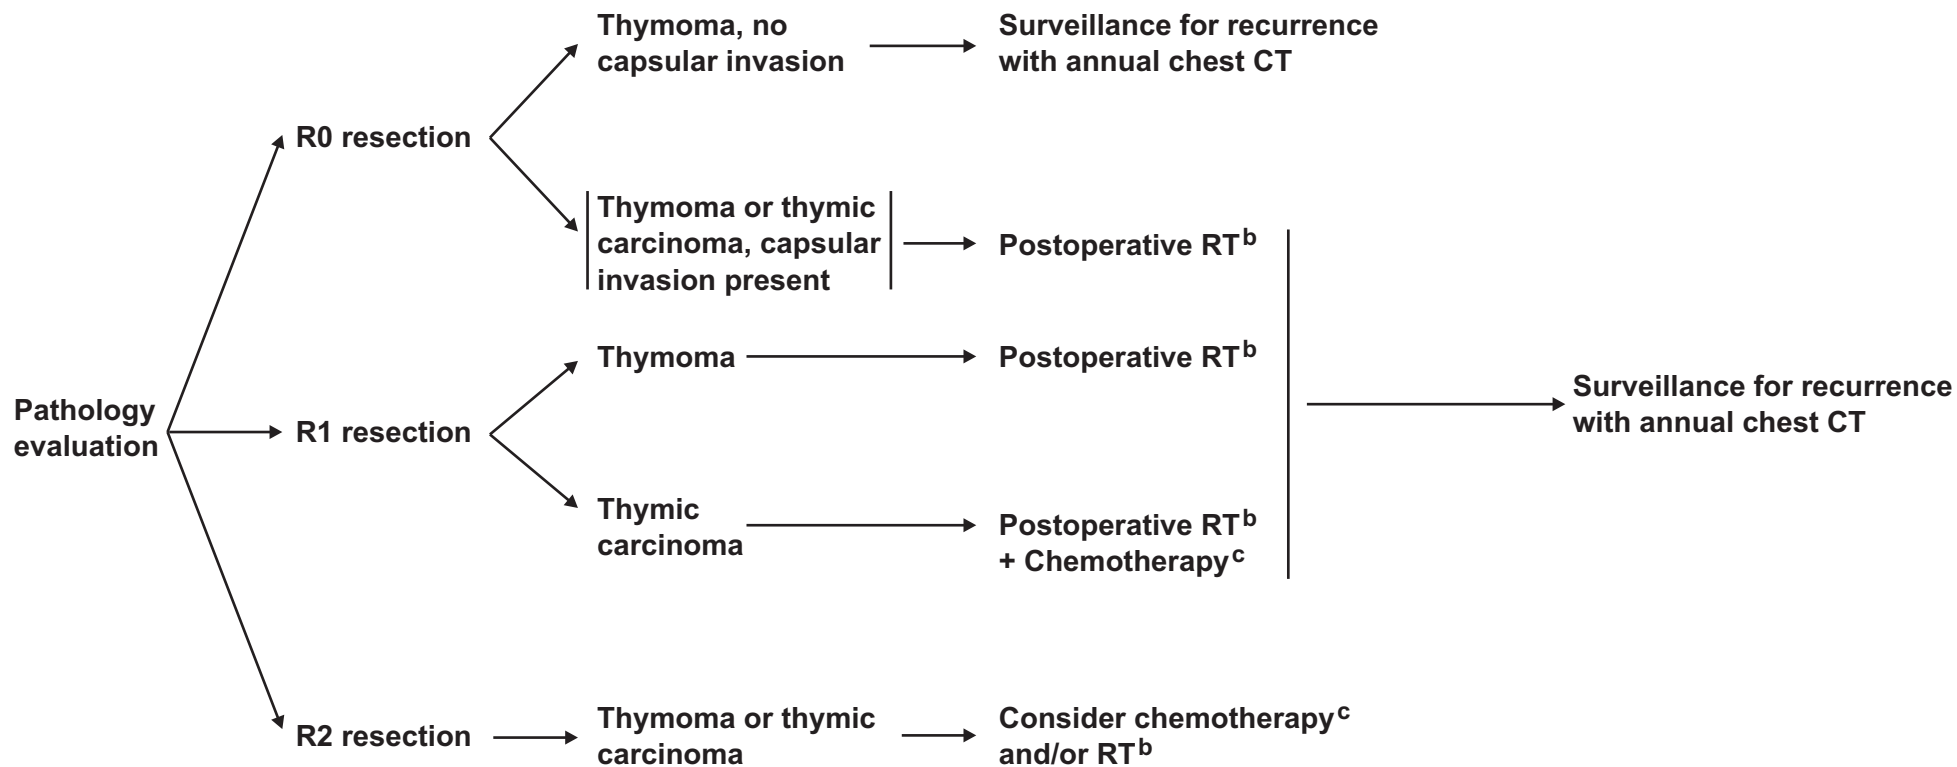 Thymoma, no
capsular invasion
Surveillance for recurrence
with annual chest CT
R0 resection
Thymoma or thymic
carcinoma, capsular
invasion present
Postoperative RTᵇ
Thymoma
Postoperative RTᵇ
Pathology
evaluation
R1 resection
Surveillance for recurrence
with annual chest CT
Thymic
carcinoma
Postoperative RTᵇ
+ Chemotherapyᶜ
R2 resection
Thymoma or thymic
carcinoma
Consider chemotherapyᶜ
and/or RTᵇ